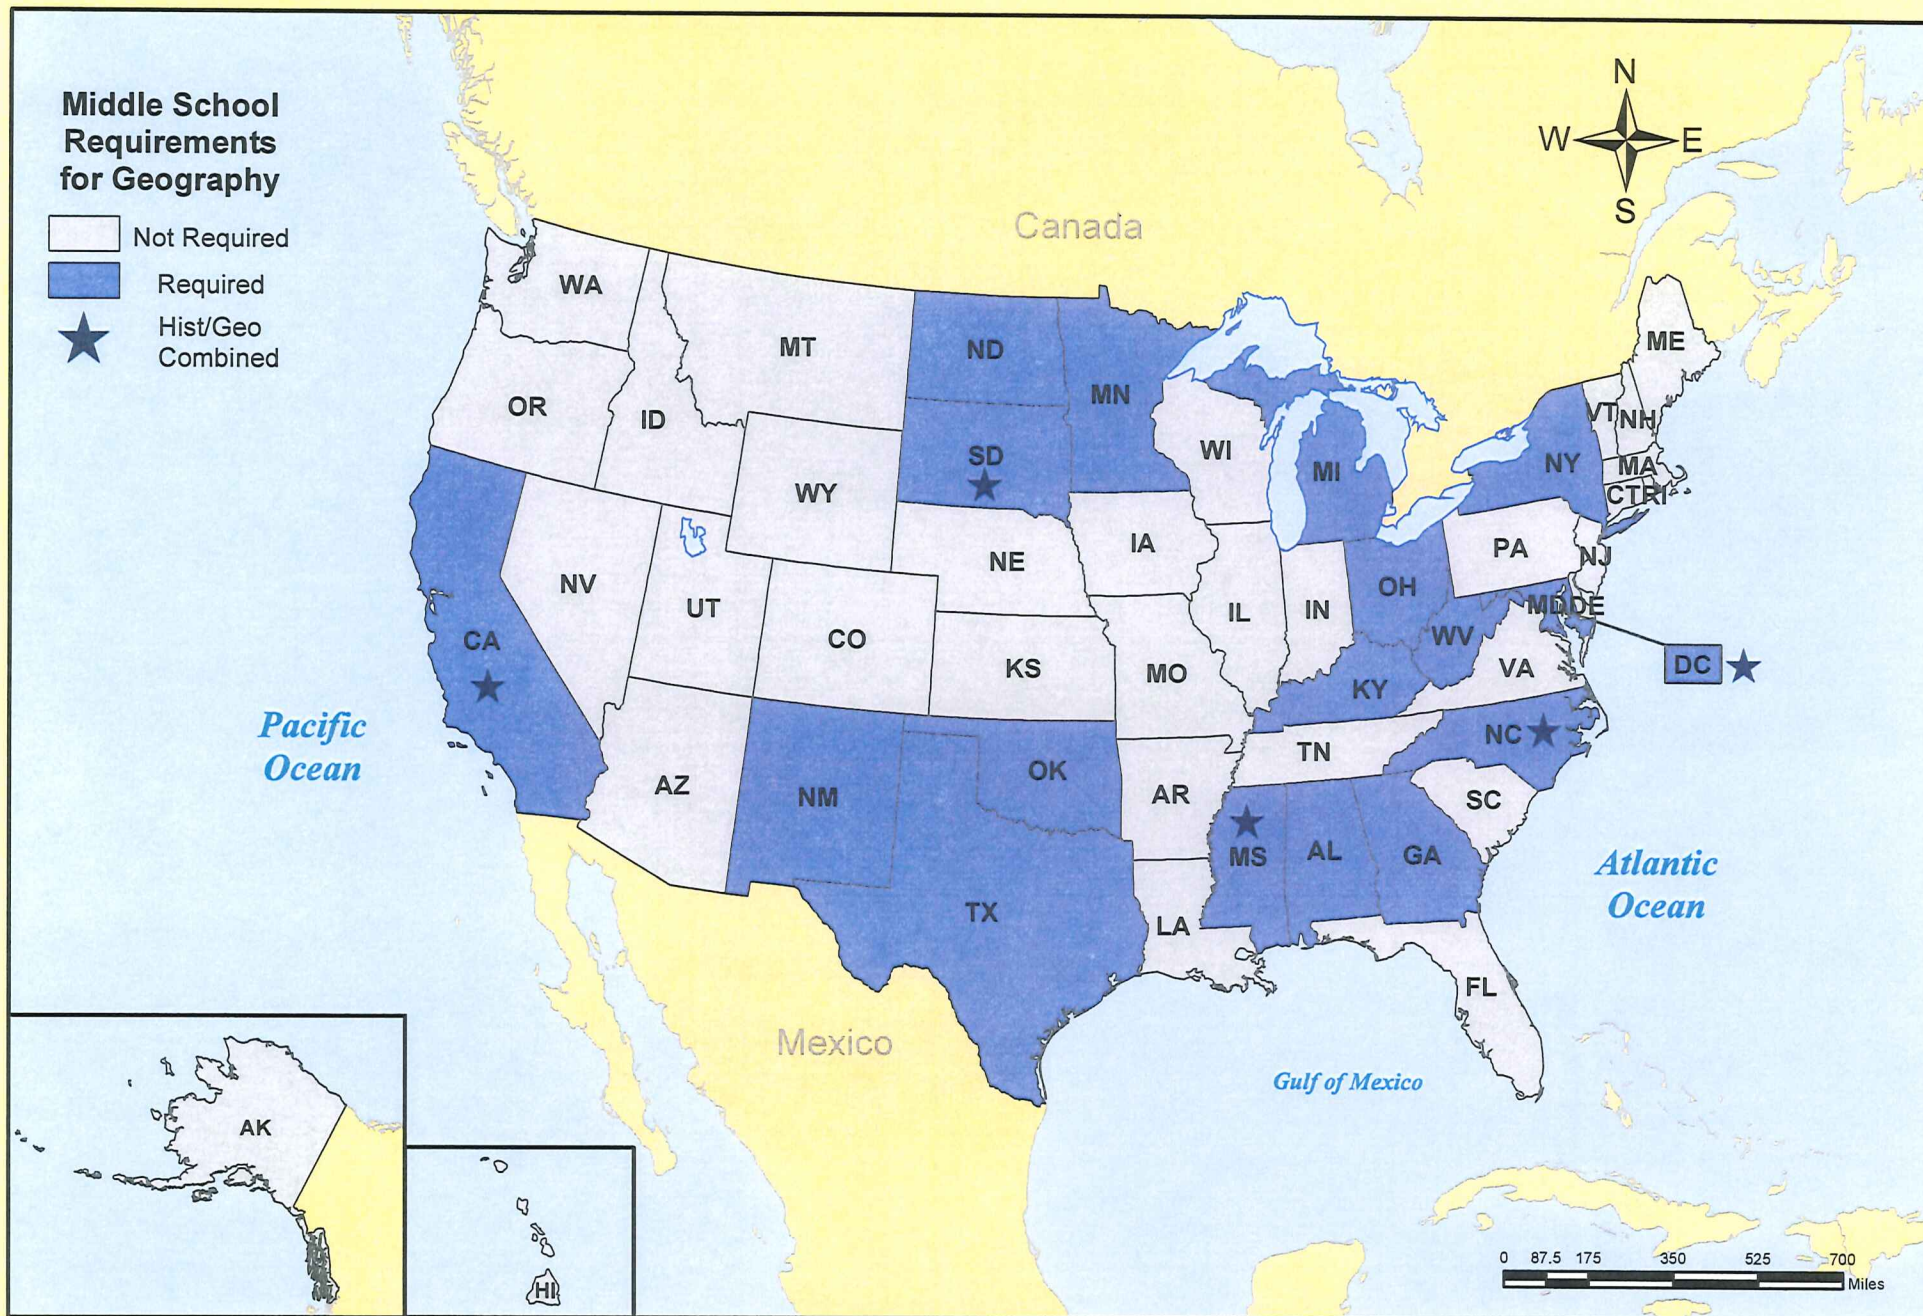 Middle School
Requirements
for Geography
Not Required
Required
Hist/Geo
Combined
N
W
E
S
Canada
WA
MT
ND
MN
ME
OR
ID
SD
WI
MI
NY
VT
NH
MA
CT
RI
WY
IA
NE
PA
NJ
NV
UT
CO
IL
IN
OH
MD
DE
WV
CA
KS
MO
KY
VA
DC
Pacific
Ocean
AZ
NM
OK
AR
TN
NC
SC
MS
AL
GA
Atlantic
Ocean
TX
LA
FL
Mexico
Gulf of Mexico
AK
HI
0 87.5 175 350 525 700
Miles